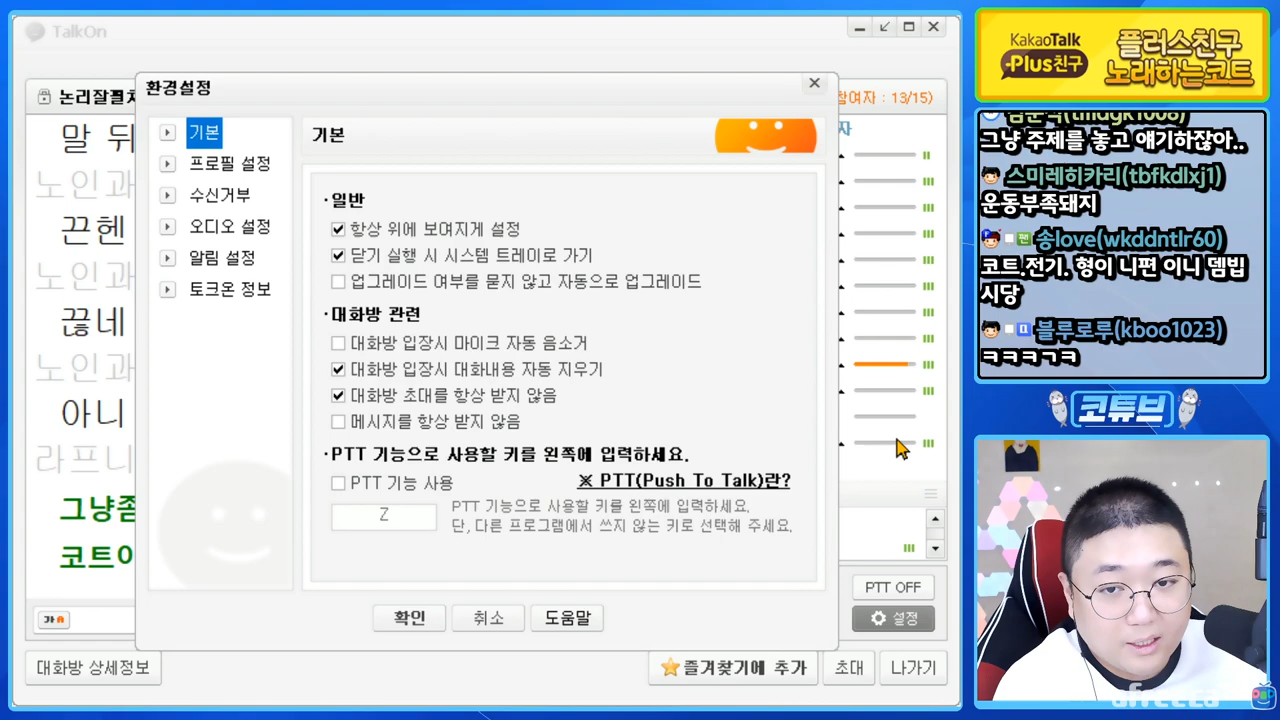 TalkOn
논리잘펼치
참여자 : 13/15)
말 뒤
노인과
끈헨
노인과
끊네
노인과
아니
라프니
그냥좀
코트이
환경설정
기본
프로필 설정
수신거부
오디오 설정
알림 설정
토크온 정보
기본
·일반
항상 위에 보여지게 설정
닫기 실행 시 시스템 트레이로 가기
업그레이드 여부를 묻지 않고 자동으로 업그레이드
·대화방 관련
대화방 입장시 마이크 자동 음소거
대화방 입장시 대화내용 자동 지우기
대화방 초대를 항상 받지 않음
메시지를 항상 받지 않음
·PTT 기능으로 사용할 키를 왼쪽에 입력하세요.
PTT 기능 사용
※ PTT(Push To Talk)란?
Z
PTT 기능으로 사용할 키를 왼쪽에 입력하세요.
단, 다른 프로그램에서 쓰지 않는 키로 선택해 주세요.
확인
취소
도움말
자
PTT OFF
설정
가A
대화방 상세정보
즐겨찾기에 추가
초대
나가기
KakaoTalk
Plus친구
플러스친구
노래하는코트
그냥 주제를 놓고 얘기하잖아..
스미레히카리(tbfkdlxj1)
운동부족돼지
팬 송love(wkddntlr60)
코트.전기. 형이 니편 이니 뎀빕
시당
블루로루(kboo1023)
ㅋㅋㅋㄱㅋ
코튜브
afreeca